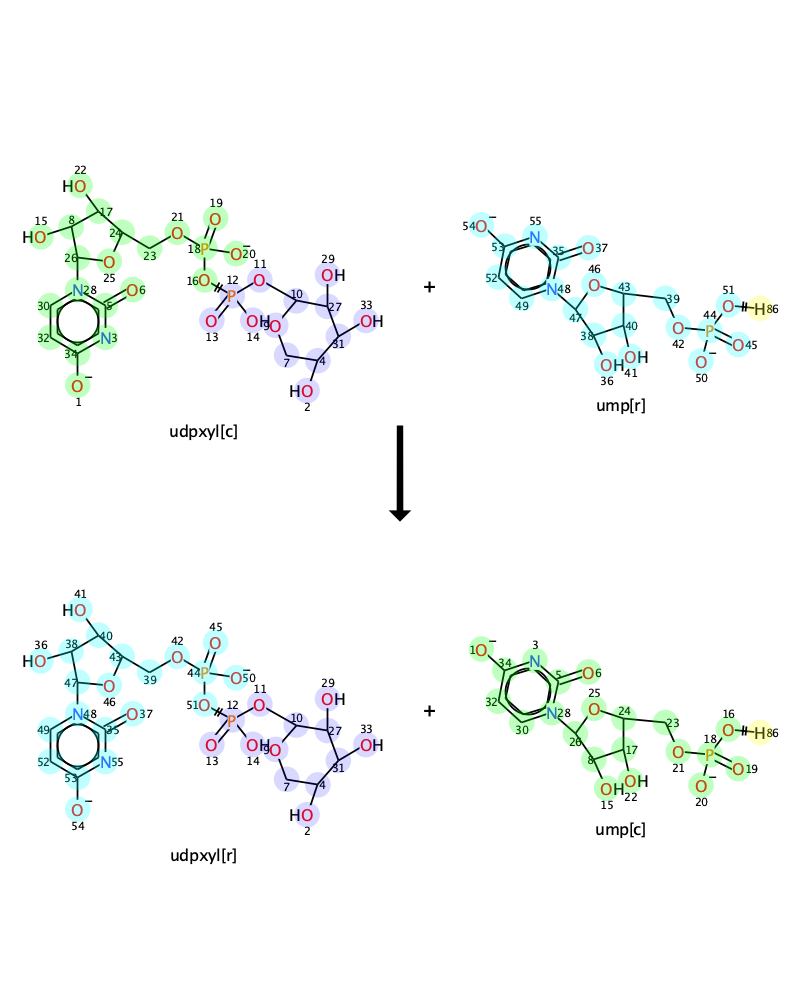 22
HO
17
15
HO
8
24
21
O
19
O
18
P
O⁻
20
23
26
O
25
16
O
12
P
11
O
29
OH
10
27
33
OH
31
13
O
14
OH
9
O
7
4
HO
2
N
28
30
5
O
6
32
N
3
34
O⁻
1
udpxyl[c]
+
54
O⁻
55
N
53
35
O
37
52
49
N
48
46
O
43
39
47
38
40
51
O
H
86
44
P
42
O
O
45
O⁻
50
OH
36
OH
41
ump[r]
41
HO
40
36
HO
38
43
42
O
45
O
44
P
O⁻
50
39
47
O
46
51
O
12
P
11
O
29
OH
10
27
33
OH
31
13
O
14
OH
O
7
4
HO
2
N
48
49
35
O
37
52
N
55
53
O⁻
54
udpxyl[r]
+
1
O⁻
3
N
34
5
O
6
32
30
N
28
25
O
24
23
26
8
17
16
O
H
86
18
P
21
O
O
19
O⁻
20
OH
15
OH
22
ump[c]